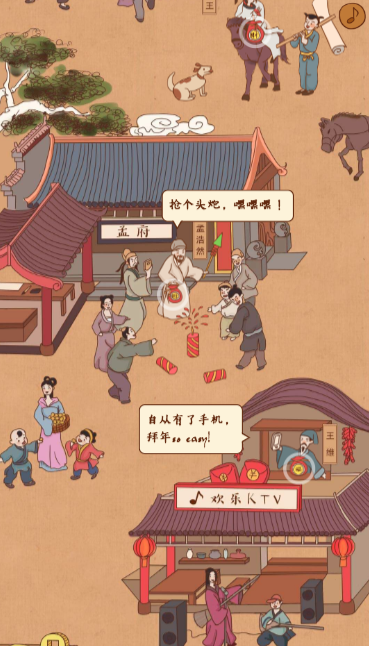 王
抢个头炮，嘿嘿嘿！
孟府
孟浩然
自从有了手机，
拜年so easy!
王维
欢乐KTV